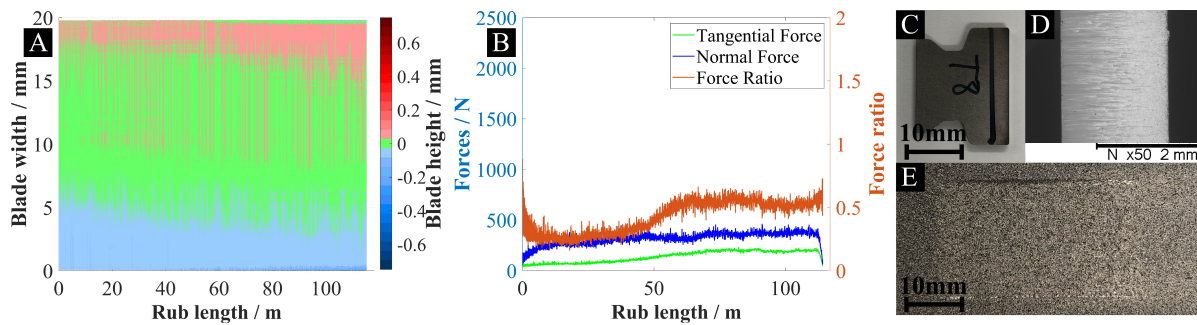 A
20
15
10
5
0
0 20 40 60 80 100
Blade width / mm
Rub length / m
0.6
0.4
0.2
0
-0.2
-0.4
-0.6
Blade height / mm
B
2500
2000
1500
1000
500
0
Forces / N
0 50 100
Rub length / m
Tangential Force
Normal Force
Force Ratio
2
1.5
1
0.5
0
Force ratio
C
10mm
D
N x50 2 mm
E
10mm